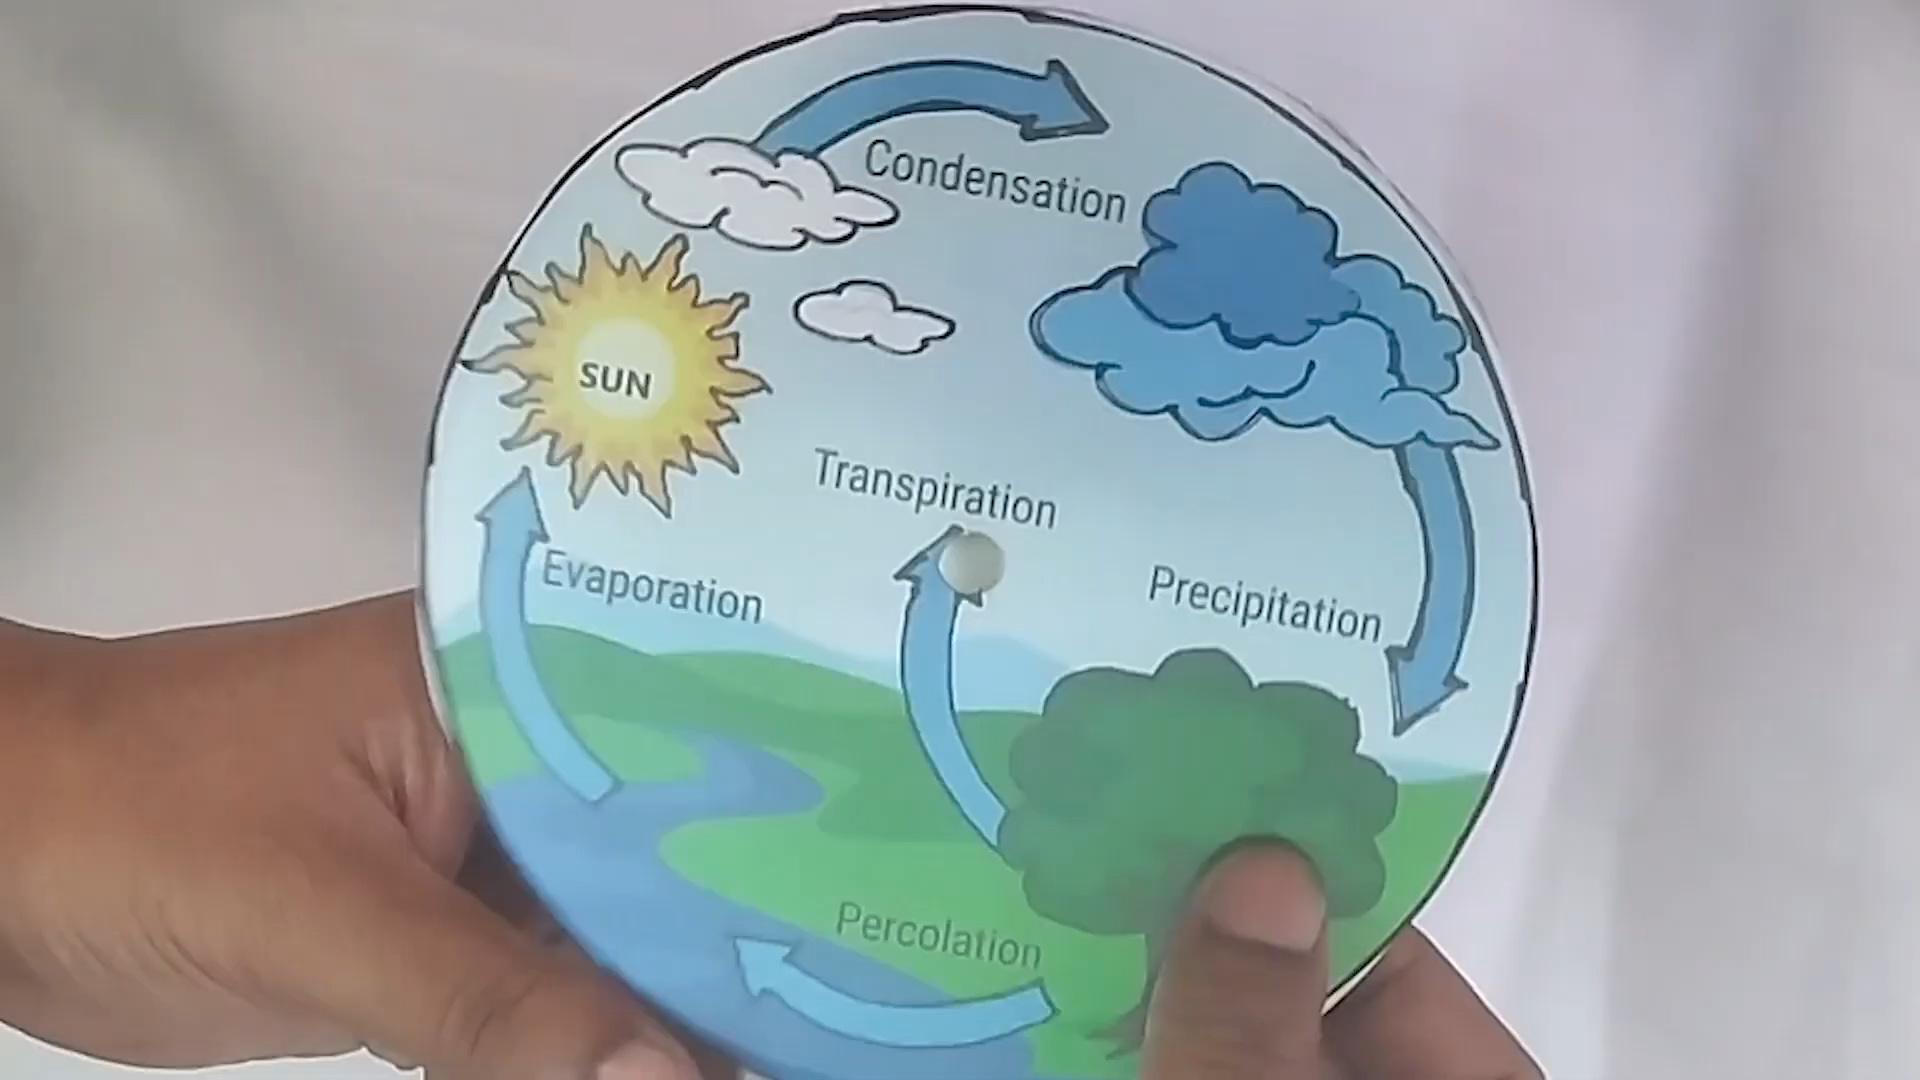 Condensation
SUN
Transpiration
Evaporation
Precipitation
Percolation